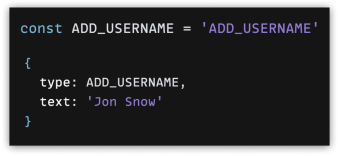 const ADD_USERNAME = 'ADD_USERNAME'
{
type: ADD_USERNAME,
text: 'Jon Snow'
}